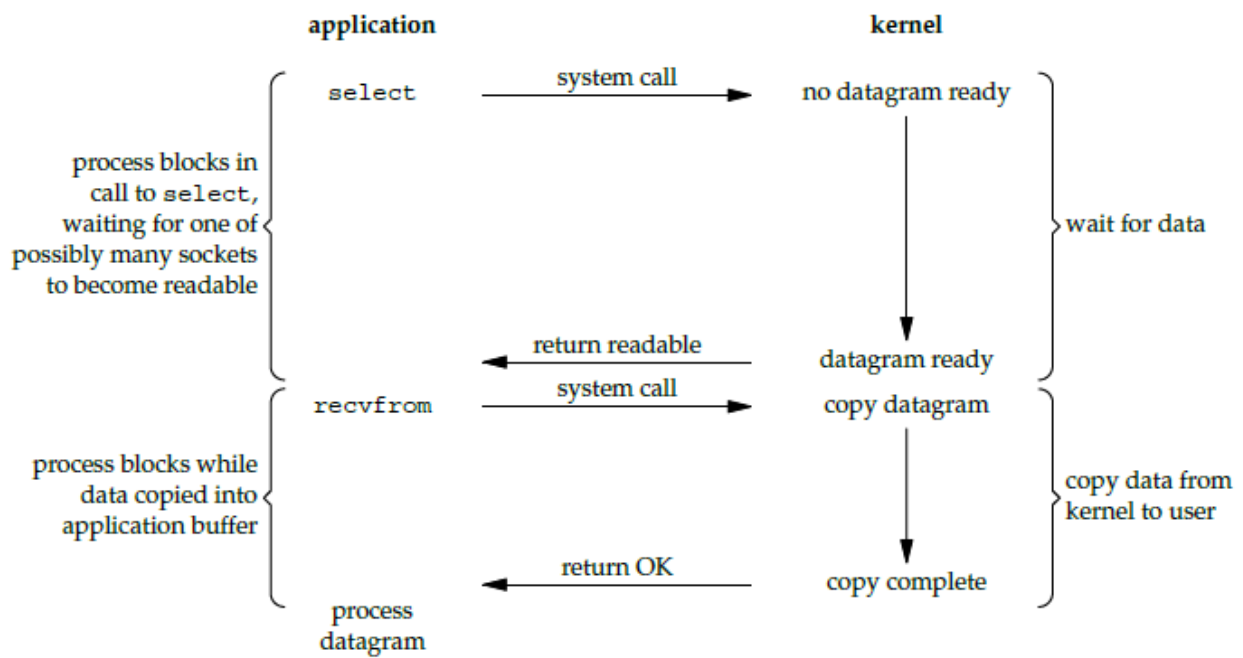 application
kernel
select
system call
no datagram ready
process blocks in
call to select,
waiting for one of
possibly many sockets
to become readable
wait for data
return readable
datagram ready
recvfrom
system call
copy datagram
process blocks while
data copied into
application buffer
copy data from
kernel to user
return OK
copy complete
process
datagram